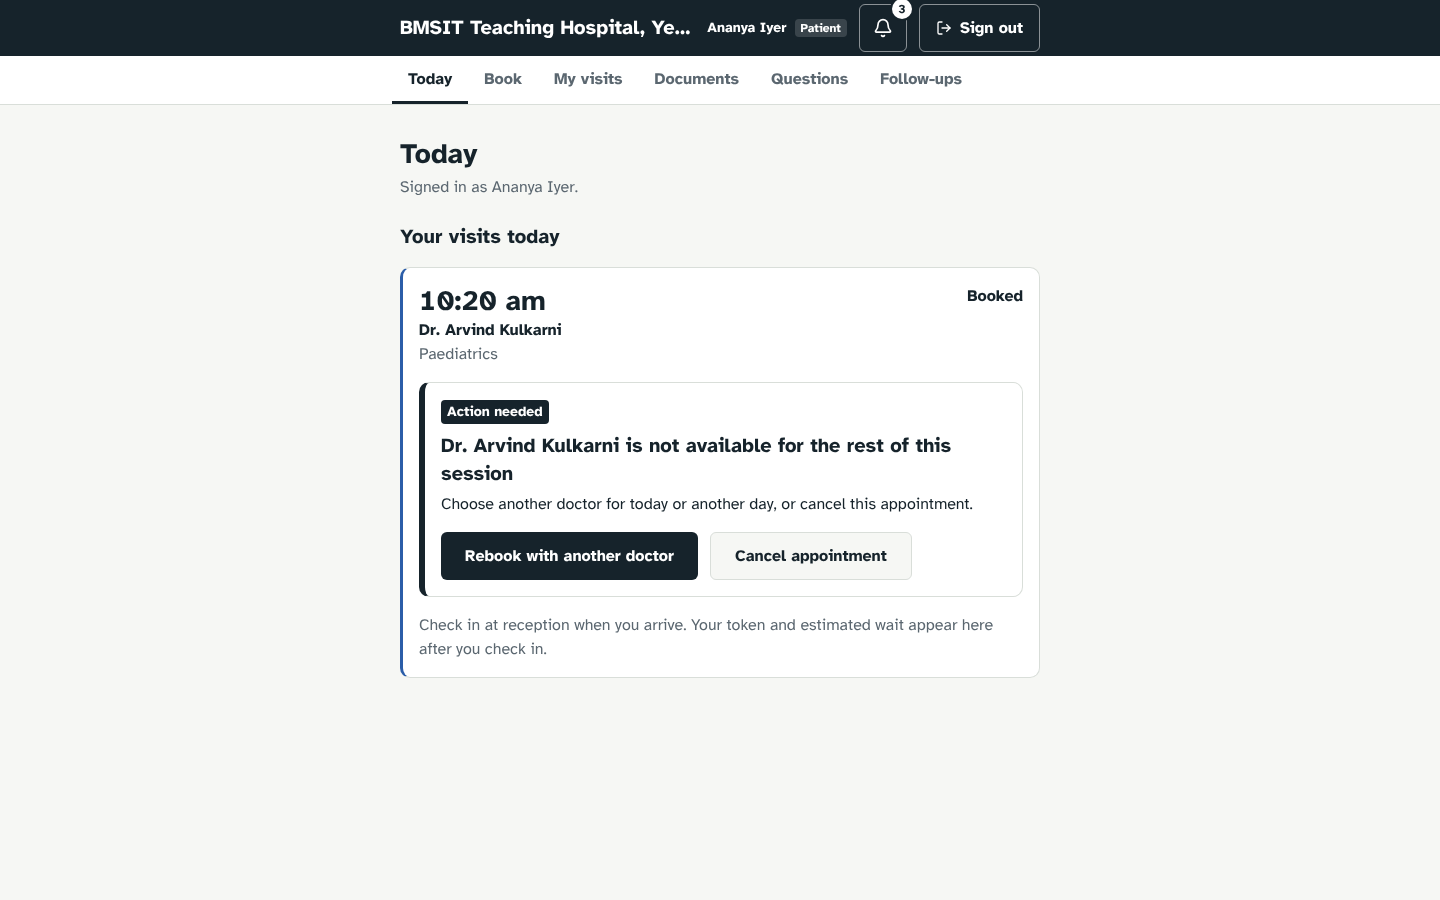 BMSIT Teaching Hospital, Ye...
Ananya Iyer
Patient
3
Sign out
Today
Book
My visits
Documents
Questions
Follow-ups
Today
Signed in as Ananya Iyer.
Your visits today
10:20 am
Booked
Dr. Arvind Kulkarni
Paediatrics
Action needed
Dr. Arvind Kulkarni is not available for the rest of this
session
Choose another doctor for today or another day, or cancel this appointment.
Rebook with another doctor
Cancel appointment
Check in at reception when you arrive. Your token and estimated wait appear here
after you check in.